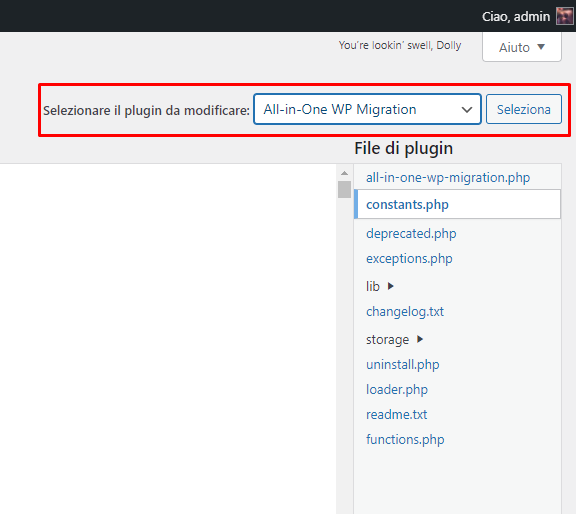 Ciao, admin
You're lookin' swell, Dolly
Aiuto
Selezionare il plugin da modificare: All-in-One WP Migration Seleziona
File di plugin
all-in-one-wp-migration.php
constants.php
deprecated.php
exceptions.php
lib
changelog.txt
storage
uninstall.php
loader.php
readme.txt
functions.php